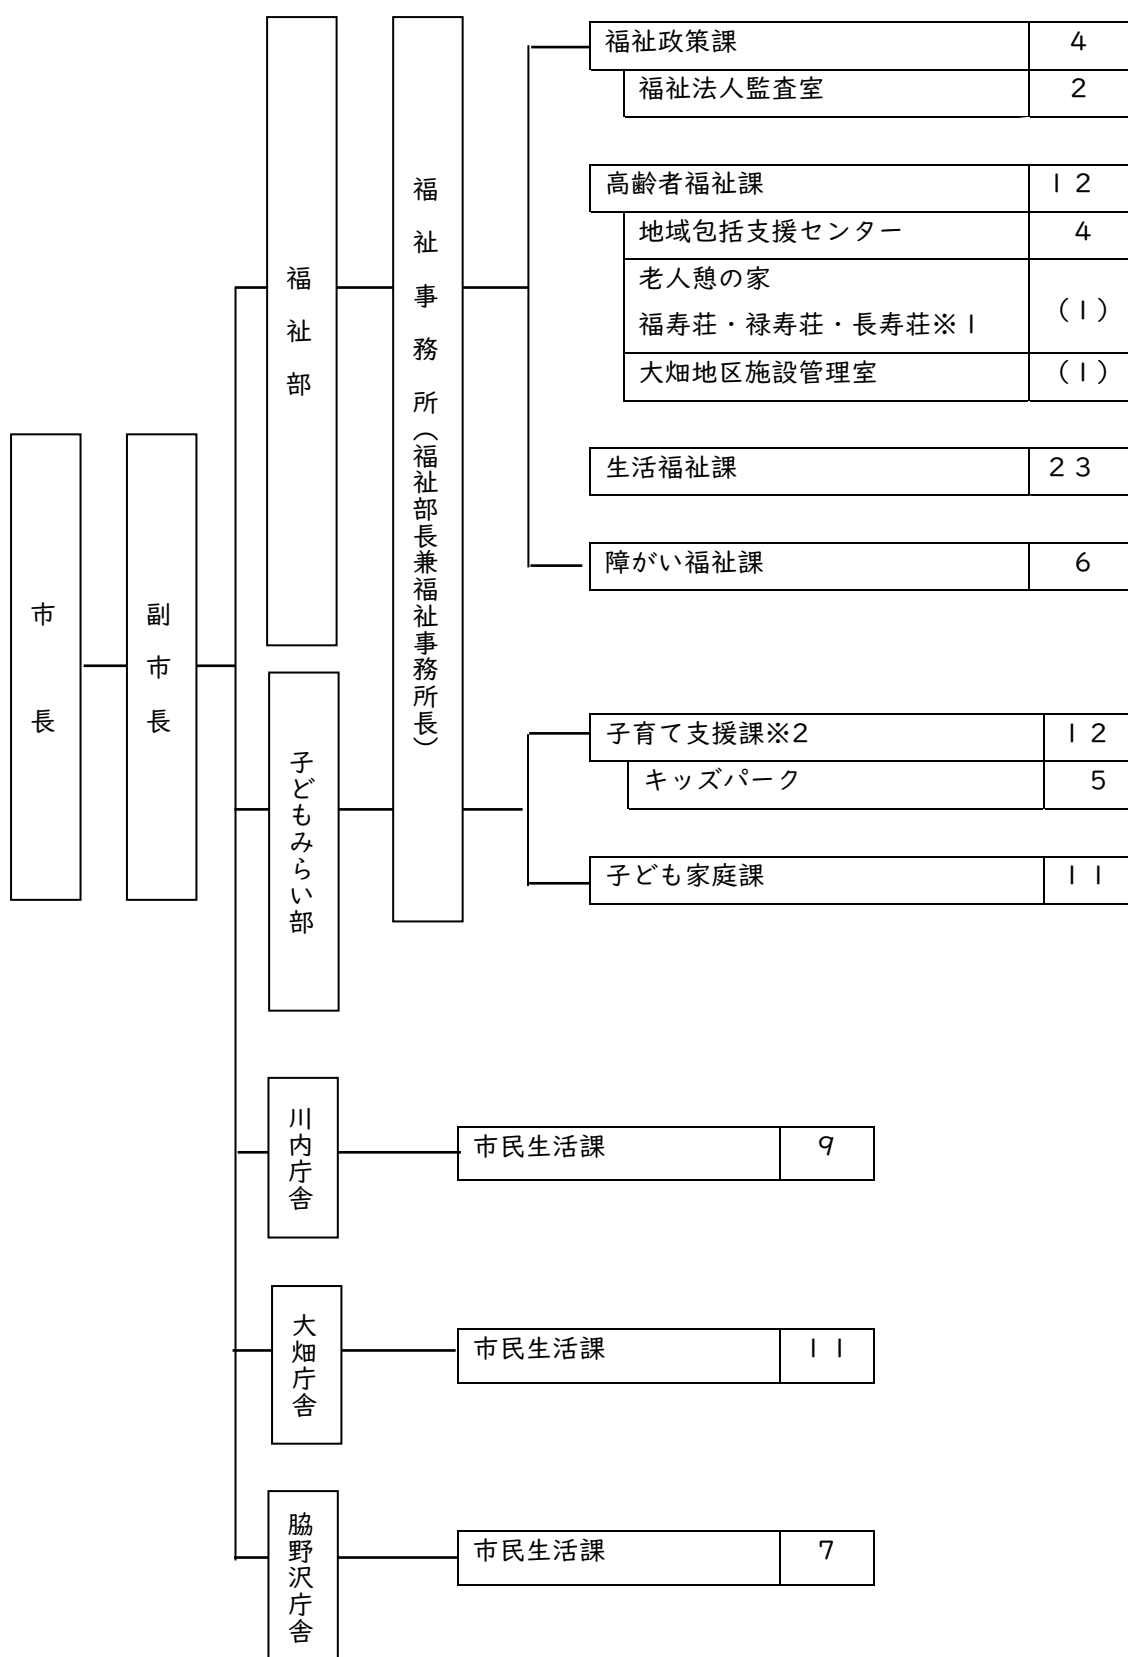 市長
副市長
福祉部
福祉事務所（福祉部長兼福祉事務所長）
福祉政策課 4
福祉法人監査室 2
高齢者福祉課 12
地域包括支援センター 4
老人憩の家
福寿荘・禄寿荘・長寿荘※1 （1）
大畑地区施設管理室 （1）
生活福祉課 23
障がい福祉課 6
子どもみらい部
子育て支援課※2 12
キッズパーク 5
子ども家庭課 11
川内庁舎
市民生活課 9
大畑庁舎
市民生活課 11
脇野沢庁舎
市民生活課 7